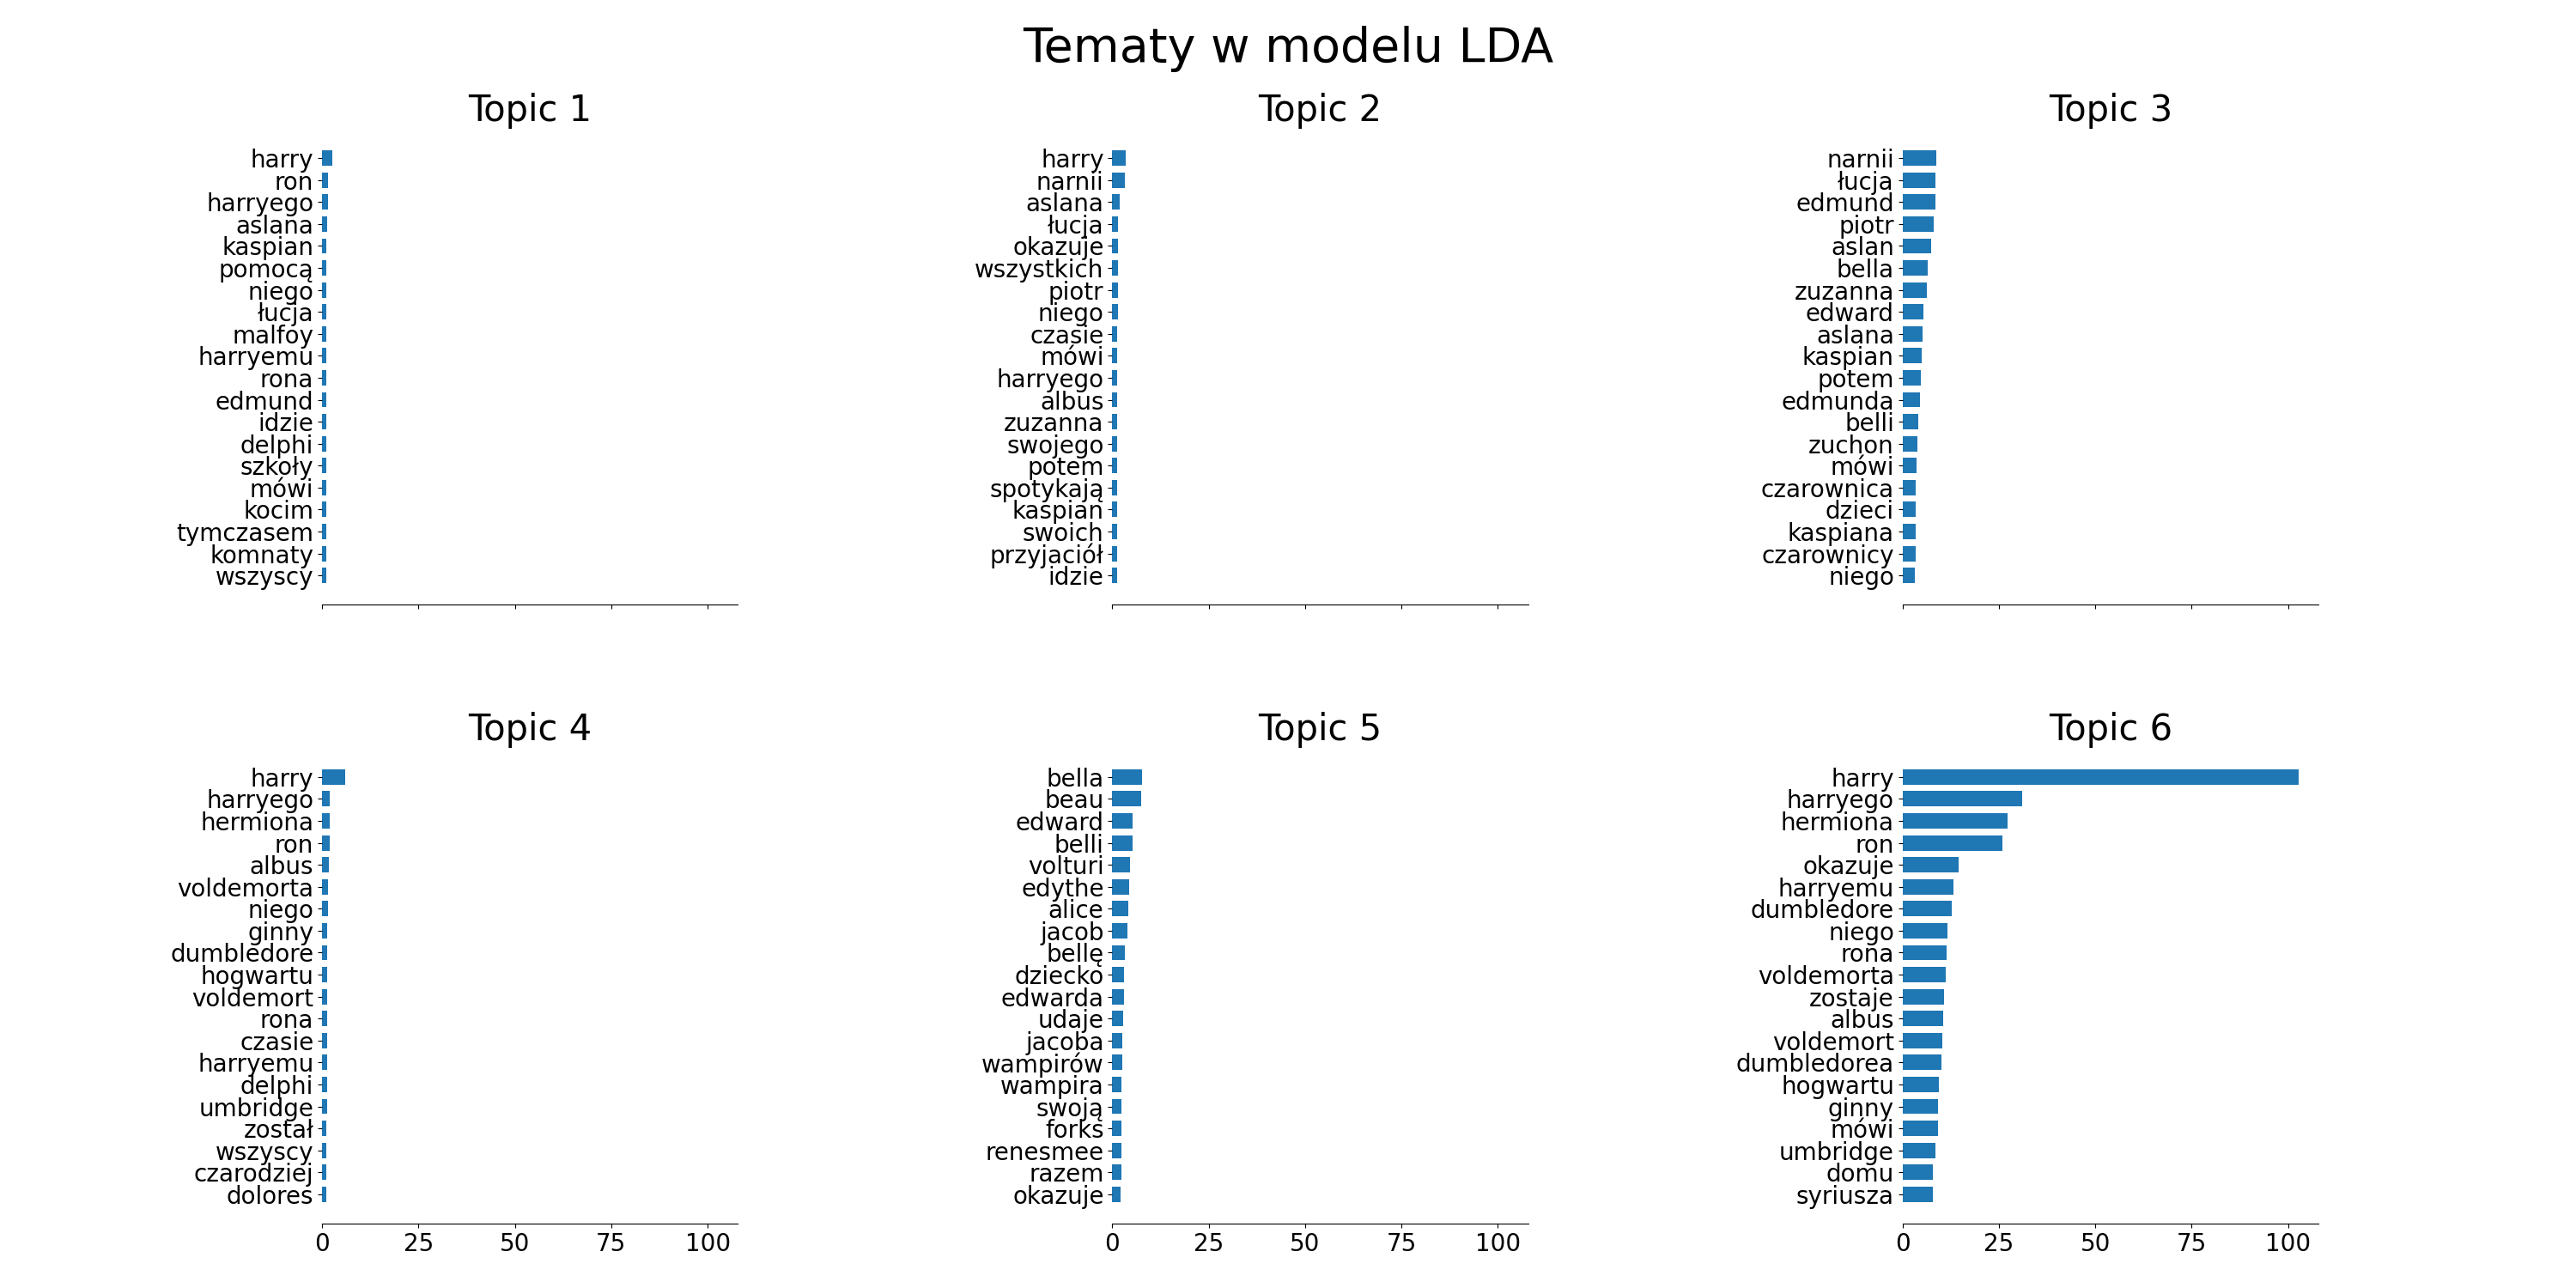 Tematy w modelu LDA
Topic 1
harry
ron
harryego
aslana
kaspian
pomocą
niego
łucja
malfoy
harryemu
rona
edmund
idzie
delphi
szkoły
mówi
kocim
tymczasem
komnaty
wszyscy
Topic 2
harry
narnii
aslana
łucja
okazuje
wszystkich
piotr
niego
czasie
mówi
harryego
albus
zuzanna
swojego
potem
spotykają
kaspian
swoich
przyjaciół
idzie
Topic 3
narnii
łucja
edmund
piotr
aslan
bella
zuzanna
edward
aslana
kaspian
potem
edmunda
belli
zuchon
mówi
czarownica
dzieci
kaspiana
czarownicy
niego
Topic 4
harry
harryego
hermiona
ron
albus
voldemorta
niego
ginny
dumbledore
hogwartu
voldemort
rona
czasie
harryemu
delphi
umbridge
został
wszyscy
czarodziej
dolores
0 25 50 75 100
Topic 5
bella
beau
edward
belli
volturi
edythe
alice
jacob
bellę
dziecko
edwarda
udaje
jacoba
wampirów
wampira
swoją
forks
renesmee
razem
okazuje
0 25 50 75 100
Topic 6
harry
harryego
hermiona
ron
okazuje
harryemu
dumbledore
niego
rona
voldemorta
zostaje
albus
voldemort
dumbledorea
hogwartu
ginny
mówi
umbridge
domu
syriusza
0 25 50 75 100